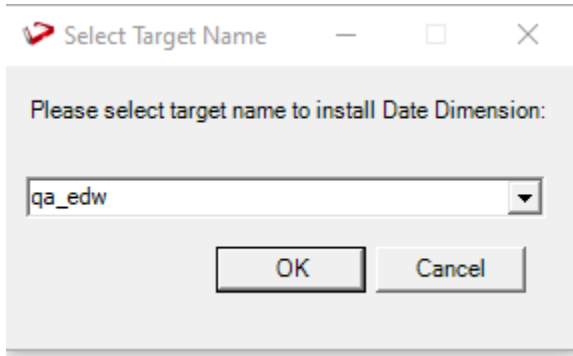 Select Target Name
Please select target name to install Date Dimension:
qa_edw
OK Cancel